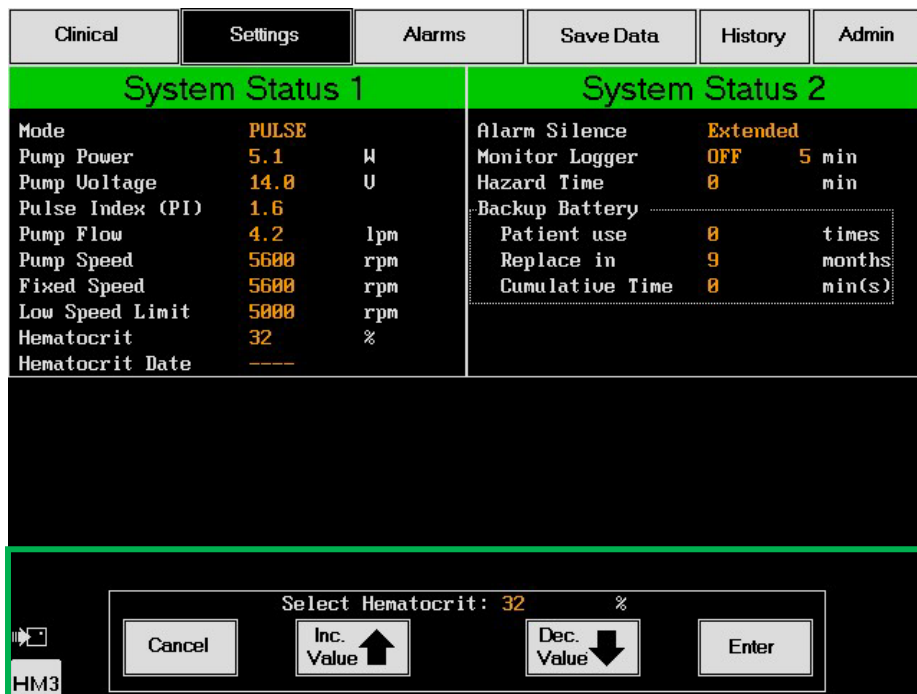 Clinical Settings Alarms Save Data History Admin
System Status 1
Mode PULSE
Pump Power 5.1 W
Pump Voltage 14.0 V
Pulse Index (PI) 1.6
Pump Flow 4.2 lpm
Pump Speed 5600 rpm
Fixed Speed 5600 rpm
Low Speed Limit 5000 rpm
Hematocrit 32 %
Hematocrit Date ----
System Status 2
Alarm Silence Extended
Monitor Logger OFF 5 min
Hazard Time 0 min
Backup Battery
Patient use 0 times
Replace in 9 months
Cumulative Time 0 min(s)
Select Hematocrit: 32 %
Cancel
Inc.
Value
Dec.
Value
Enter
HM3